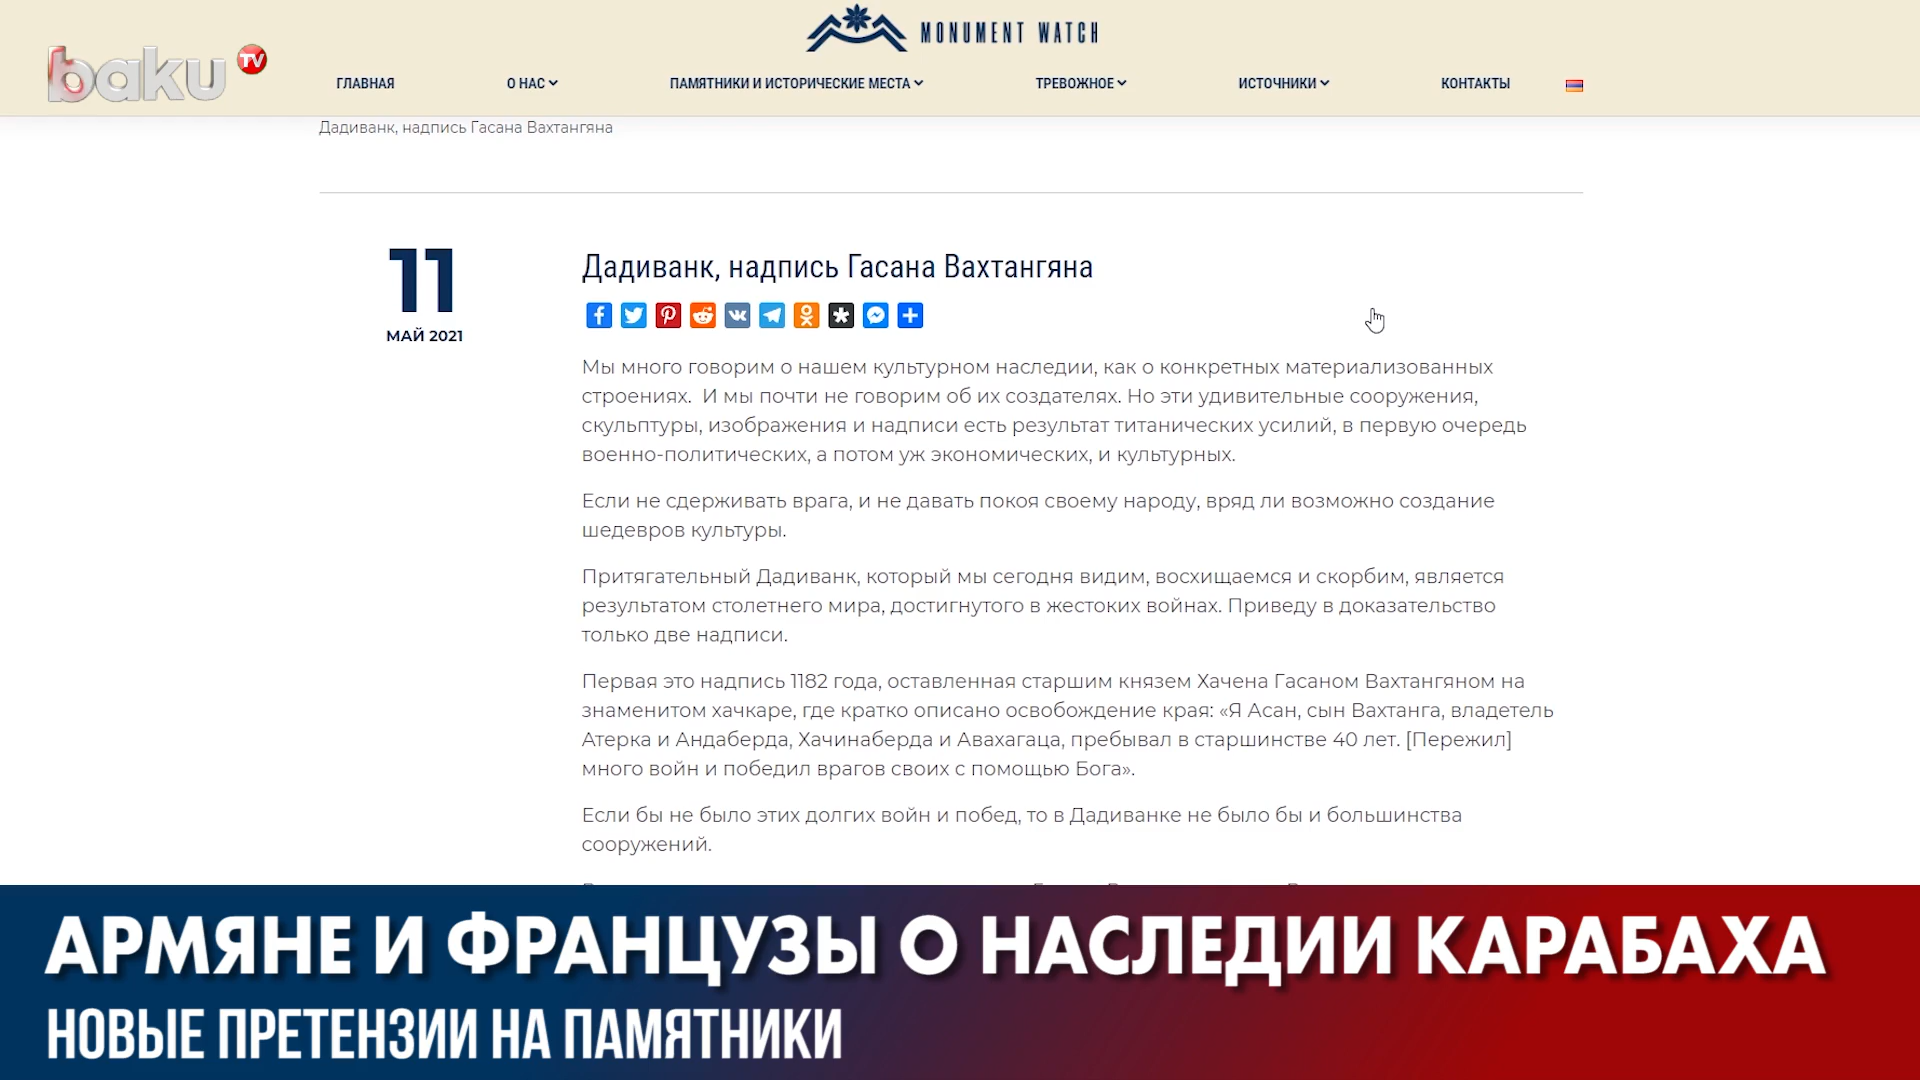 MONUMENT WATCH
baku TV
ГЛАВНАЯ
О НАС
ПАМЯТНИКИ И ИСТОРИЧЕСКИЕ МЕСТА
ТРЕВОЖНОЕ
ИСТОЧНИКИ
КОНТАКТЫ
Дадиванк, надпись Гасана Вахтангяна
11
МАЙ 2021
Дадиванк, надпись Гасана Вахтангяна
Мы много говорим о нашем культурном наследии, как о конкретных материализованных
строениях. И мы почти не говорим об их создателях. Но эти удивительные сооружения,
скульптуры, изображения и надписи есть результат титанических усилий, в первую очередь
военно-политических, а потом уж экономических, и культурных.
Если не сдерживать врага, и не давать покоя своему народу, вряд ли возможно создание
шедевров культуры.
Притягательный Дадиванк, который мы сегодня видим, восхищаемся и скорбим, является
результатом столетнего мира, достигнутого в жестоких войнах. Приведу в доказательство
только две надписи.
Первая это надпись 1182 года, оставленная старшим князем Хачена Гасаном Вахтангяном на
знаменитом хачкаре, где кратко описано освобождение края: «Я Асан, сын Вахтанга, владетель
Атерка и Андаберда, Хачинаберда и Авахагаца, пребывал в старшинстве 40 лет. [Пережил]
много войн и победил врагов своих с помощью Бога».
Если бы не было этих долгих войн и побед, то в Дадиванке не было бы и большинства
сооружений.
АРМЯНЕ И ФРАНЦУЗЫ О НАСЛЕДИИ КАРАБАХА
НОВЫЕ ПРЕТЕНЗИИ НА ПАМЯТНИКИ